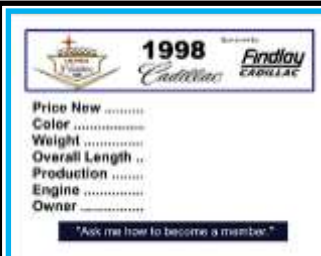 1998
Cadillac
Findlay
CADILLAC
Price New .........
Color ................
Weight ..............
Overall Length ..
Production ........
Engine ..............
Owner ...............
"Ask me how to become a member."